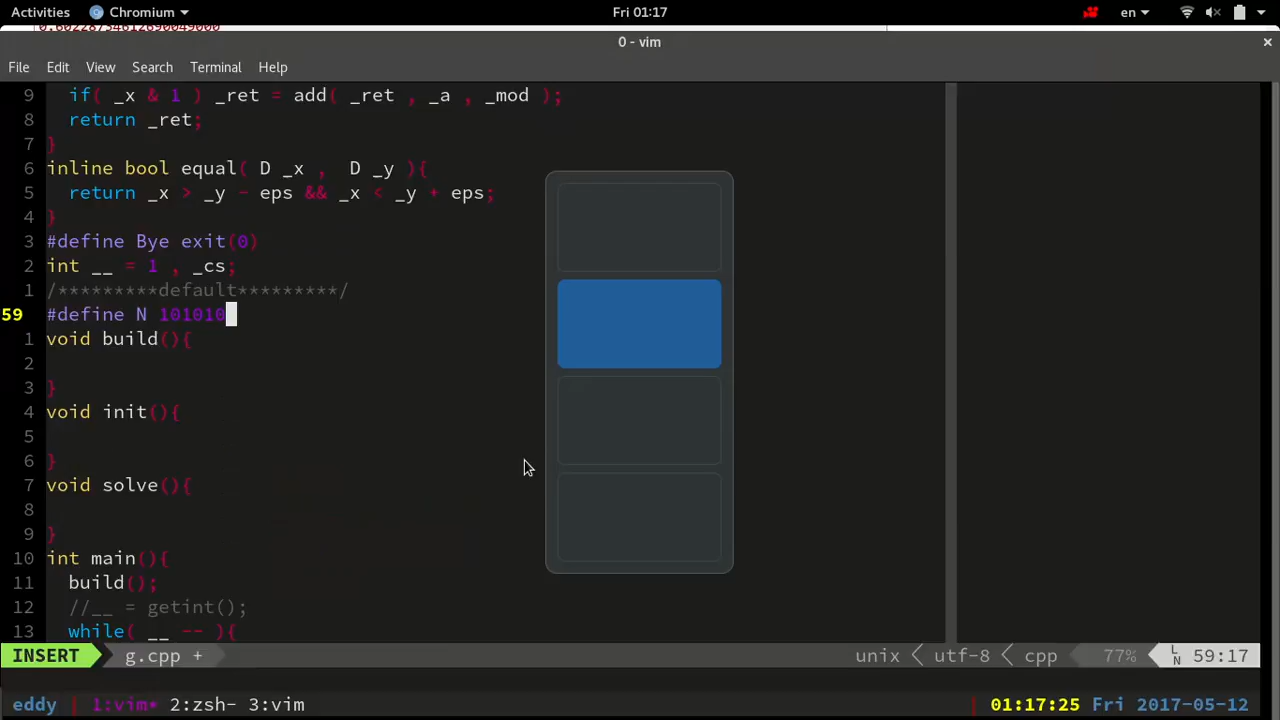 Activities Chromium Fri 01:17 en
0 - vim ×
File Edit View Search Terminal Help
9 if( _x & 1 ) _ret = add( _ret , _a , _mod );
8 return _ret;
7 }
6 inline bool equal( D _x ,  D _y ){
5 return _x > _y - eps && _x < _y + eps;
4 }
3 #define Bye exit(0)
2 int __ = 1 , _cs;
1 /*********default*********/
59 #define N 101010
1 void build(){
2
3 }
4 void init(){
5
6 }
7 void solve(){
8
9 }
10 int main(){
11 build();
12 //__ = getint();
13 while( __ -- ){
INSERT g.cpp + unix utf-8 cpp 77% LN 59:17
eddy 1:vim* 2:zsh- 3:vim 01:17:25 Fri 2017-05-12